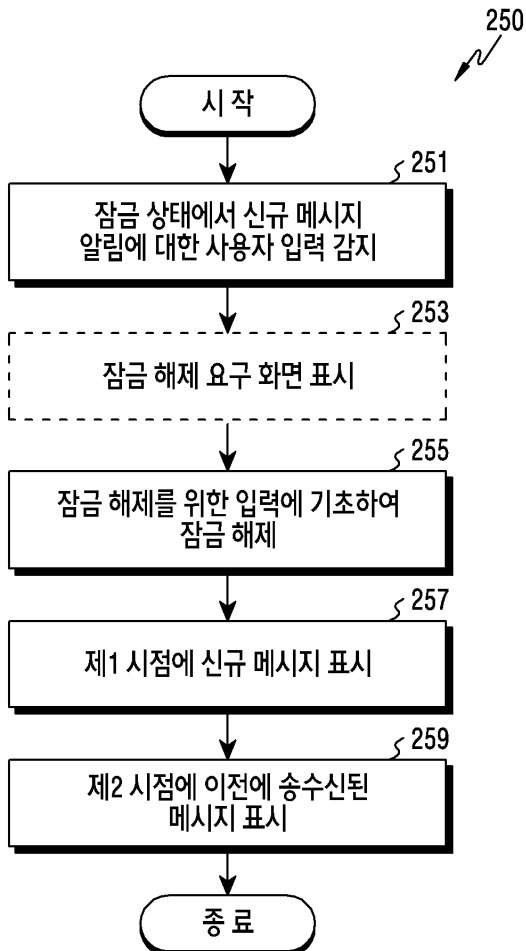 250
시 작
251
잠금 상태에서 신규 메시지
알림에 대한 사용자 입력 감지
253
잠금 해제 요구 화면 표시
255
잠금 해제를 위한 입력에 기초하여
잠금 해제
257
제1 시점에 신규 메시지 표시
259
제2 시점에 이전에 송수신된
메시지 표시
종 료